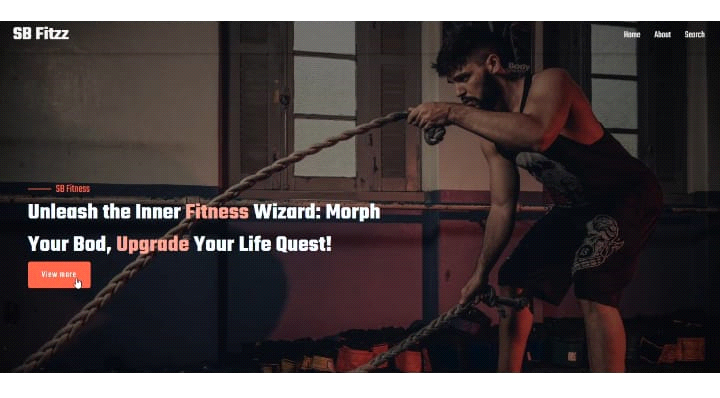 SB Fitzz
Home About Search
SB Fitness
Unleash the Inner Fitness Wizard: Morph
Your Bod, Upgrade Your Life Quest!
View more
Body